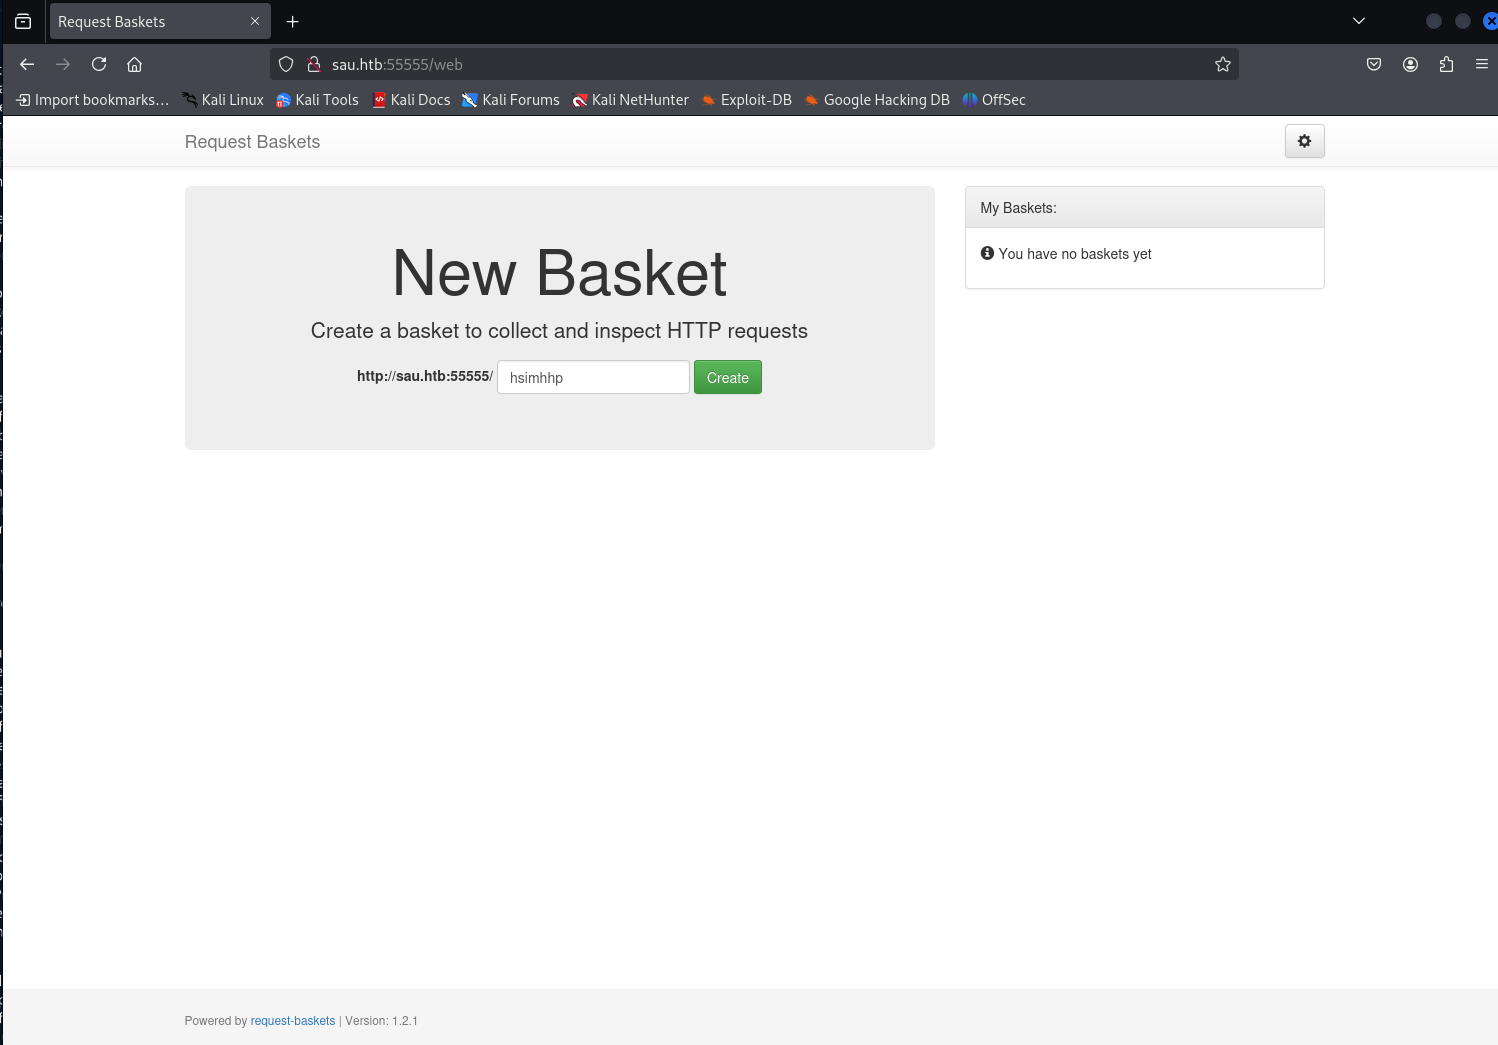 Request Baskets
sau.htb:55555/web
Import bookmarks... Kali Linux Kali Tools Kali Docs Kali Forums Kali NetHunter Exploit-DB Google Hacking DB OffSec
Request Baskets
New Basket
Create a basket to collect and inspect HTTP requests
http://sau.htb:55555/ hsimhhp Create
My Baskets:
You have no baskets yet
Powered by request-baskets | Version: 1.2.1